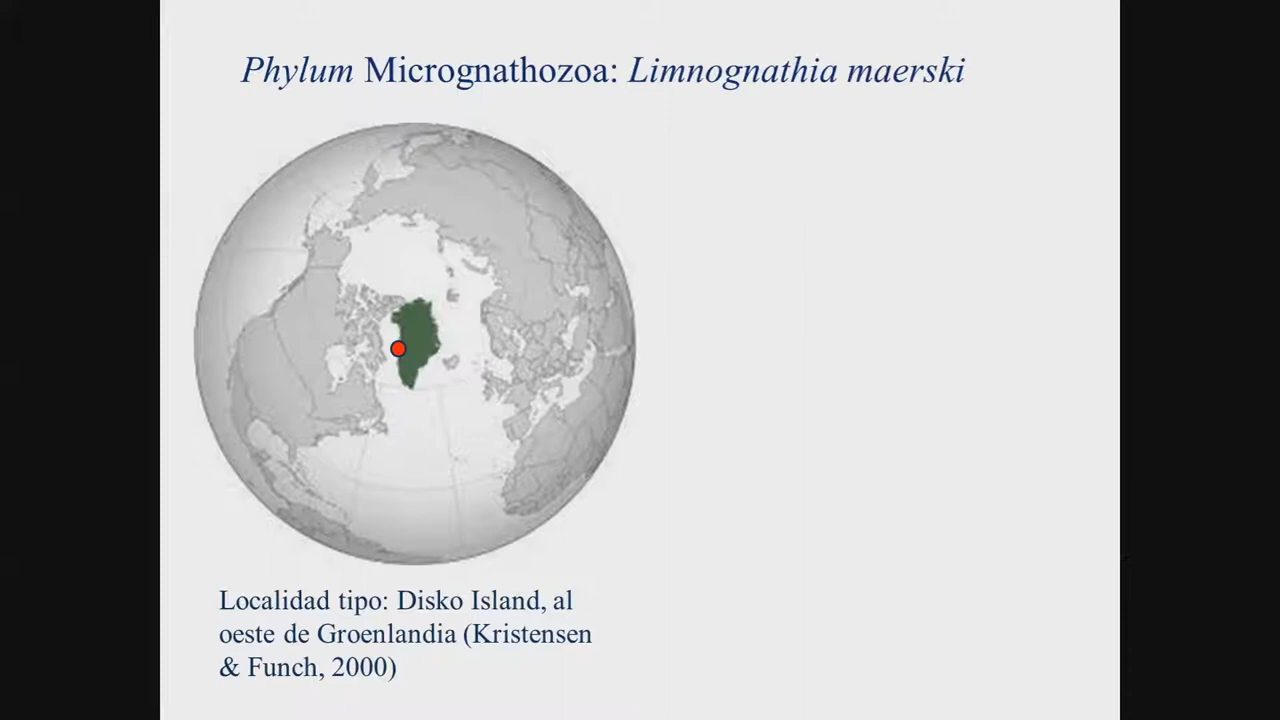 Phylum Micrognathozoa: Limnognathia maerski
Localidad tipo: Disko Island, al
oeste de Groenlandia (Kristensen
& Funch, 2000)